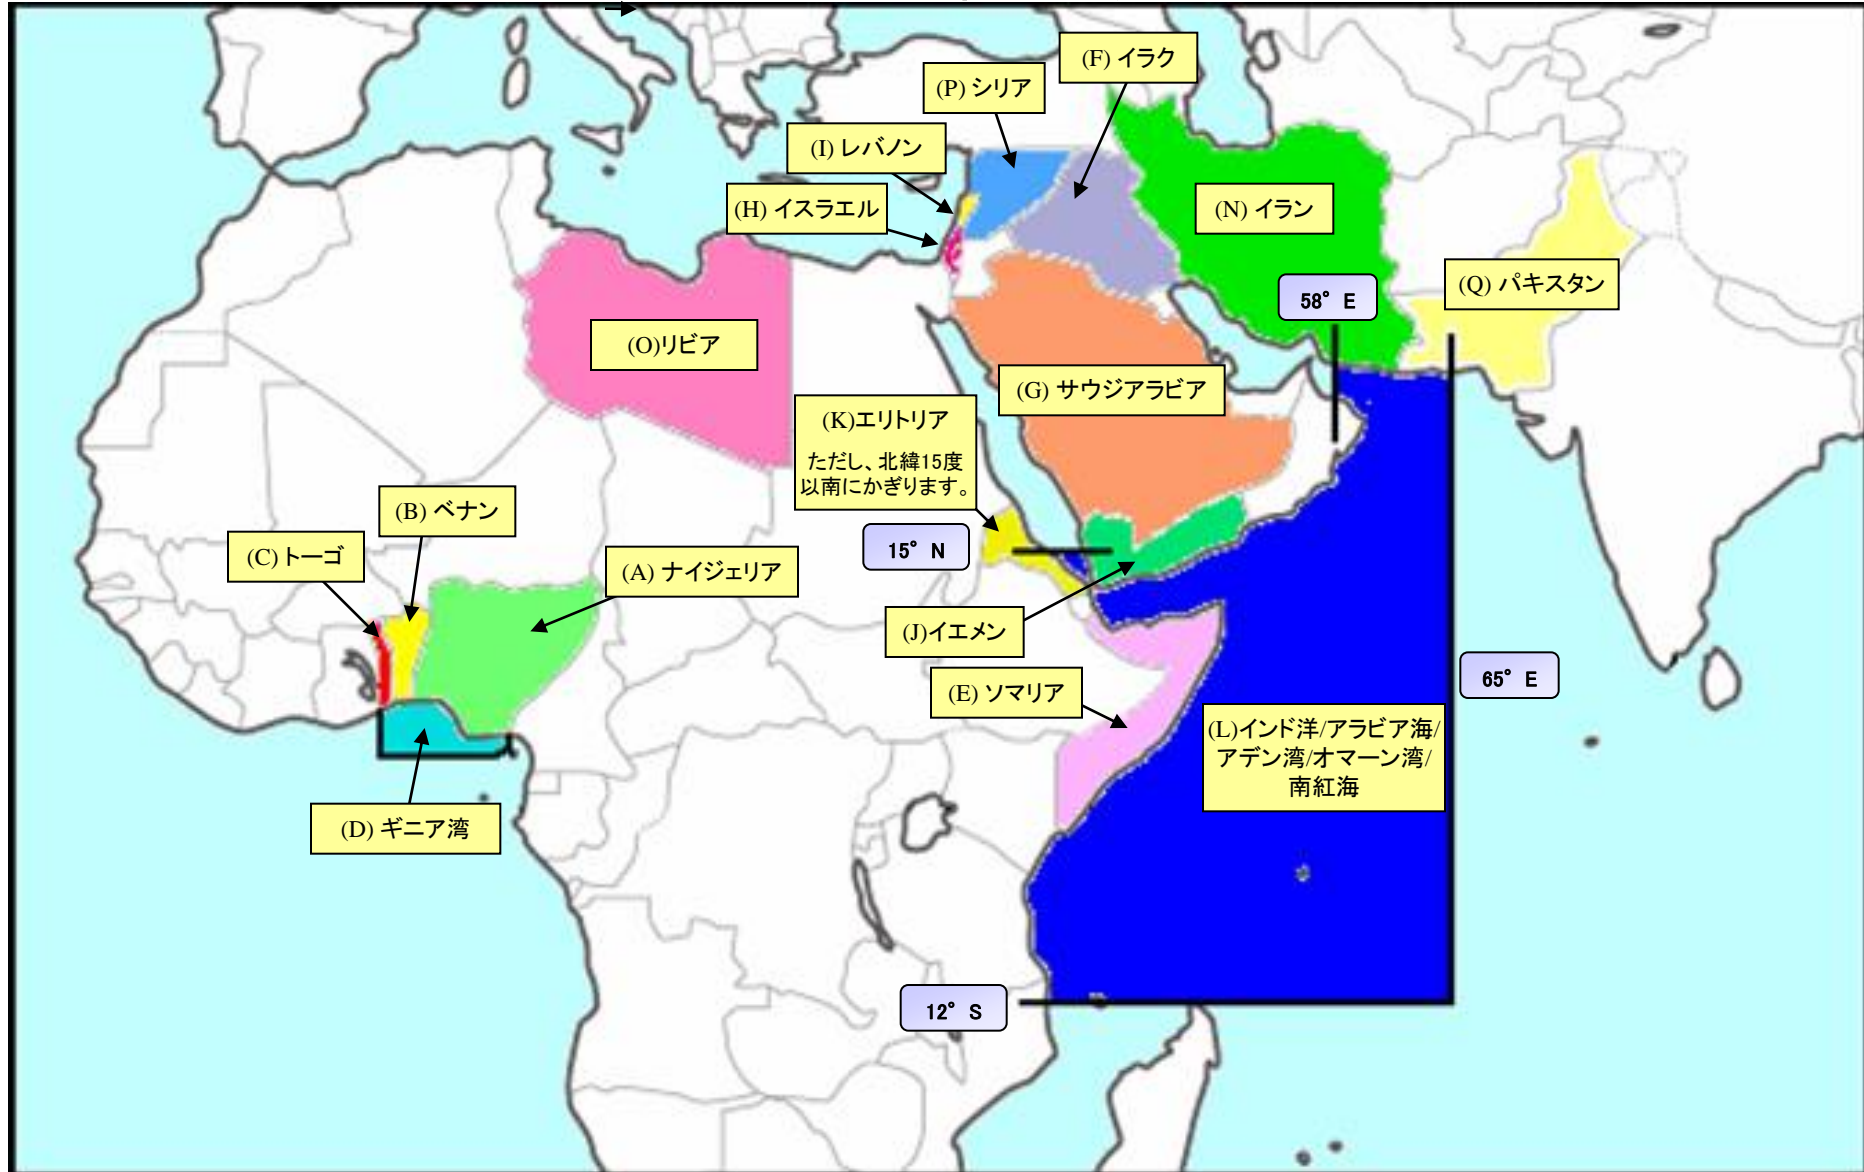 (F) イラク
(P) シリア
(I) レバノン
(H) イスラエル
(N) イラン
(Q) パキスタン
58° E
(O)リビア
(G) サウジアラビア
(K)エリトリア
ただし、北緯15度
以南にかぎります。
(B) ベナン
(C) トーゴ
15° N
(A) ナイジェリア
(J)イエメン
(E) ソマリア
65° E
(L)インド洋/アラビア海/
アデン湾/オマーン湾/
南紅海
(D) ギニア湾
12° S